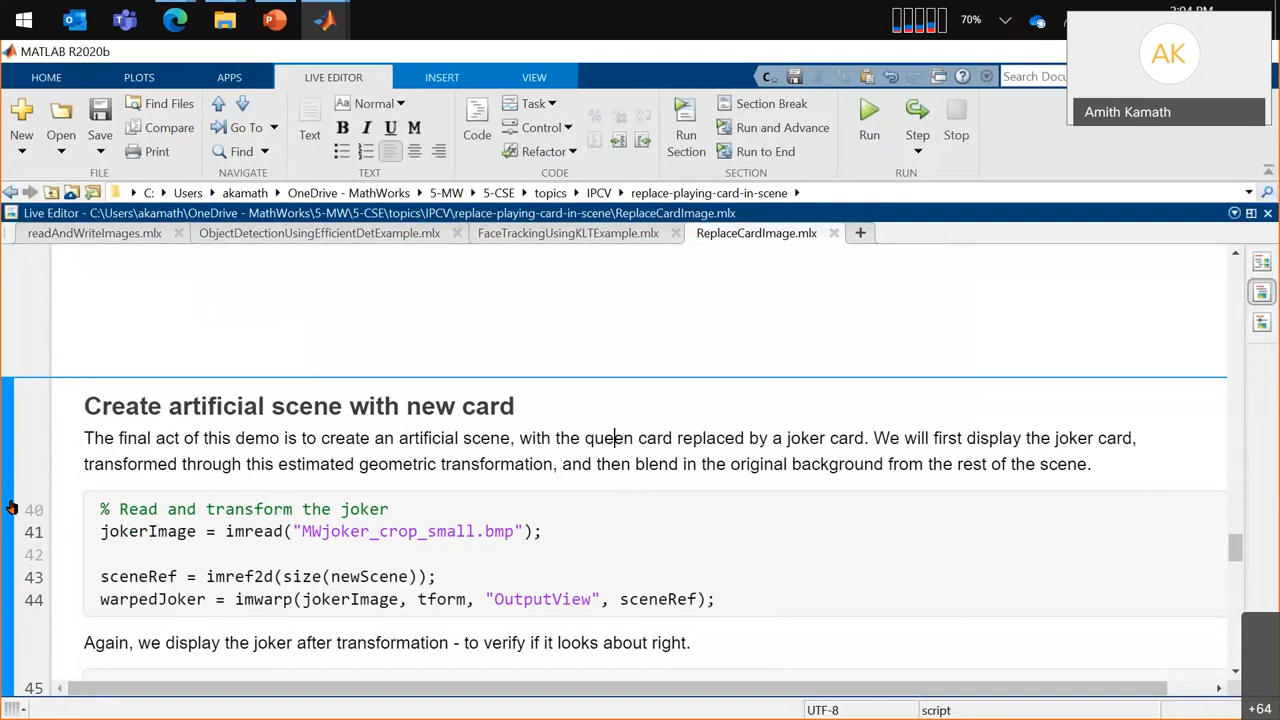 70%
AK
Amith Kamath
MATLAB R2020b
HOME PLOTS APPS LIVE EDITOR INSERT VIEW
Search Docu
New Open Save
Find Files
Compare
Print
FILE
Go To
Find
NAVIGATE
Text
Aa Normal
B I U M
TEXT
Code
Task
Control
Refactor
CODE
Run Section
Section Break
Run and Advance
Run to End
SECTION
Run Step Stop
RUN
C: Users akamath OneDrive - MathWorks 5-MW 5-CSE topics IPCV replace-playing-card-in-scene
Live Editor - C:\Users\akamath\OneDrive - MathWorks\5-MW\5-CSE\topics\IPCV\replace-playing-card-in-scene\ReplaceCardImage.mlx
readAndWriteImages.mlx ObjectDetectionUsingEfficientDetExample.mlx FaceTrackingUsingKLTExample.mlx ReplaceCardImage.mlx
Create artificial scene with new card
The final act of this demo is to create an artificial scene, with the queen card replaced by a joker card. We will first display the joker card,
transformed through this estimated geometric transformation, and then blend in the original background from the rest of the scene.
40 % Read and transform the joker
41 jokerImage = imread("MWjoker_crop_small.bmp");
42
43 sceneRef = imref2d(size(newScene));
44 warpedJoker = imwarp(jokerImage, tform, "OutputView", sceneRef);
Again, we display the joker after transformation - to verify if it looks about right.
45
UTF-8 script
+64